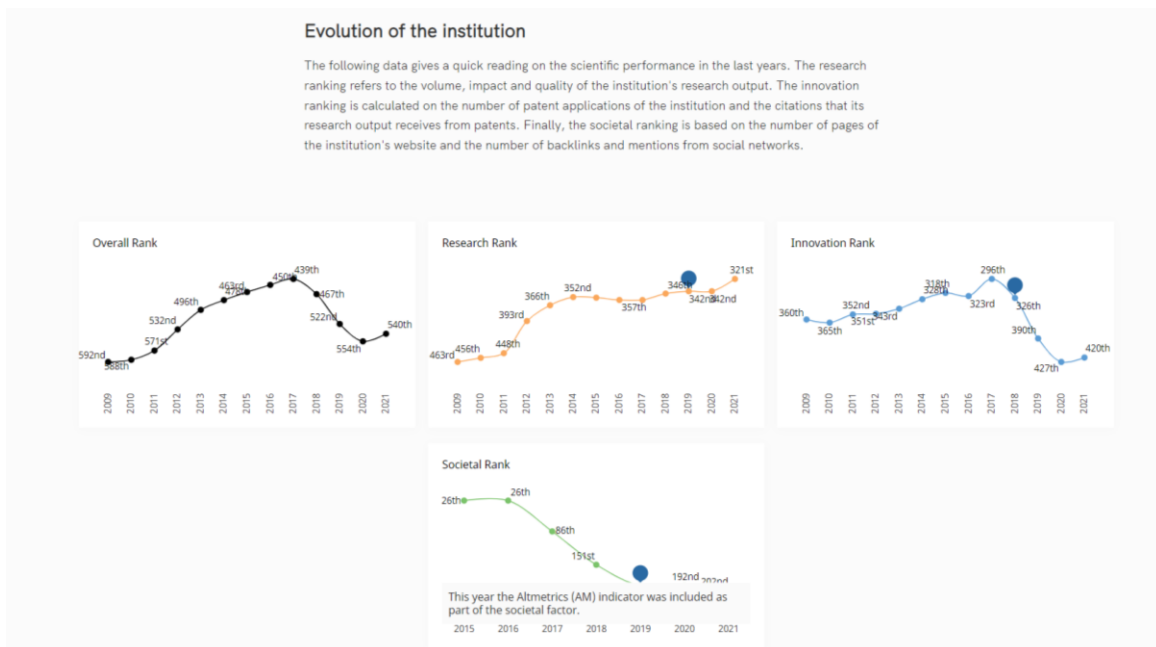 Evolution of the institution
The following data gives a quick reading on the scientific performance in the last years. The research
ranking refers to the volume, impact and quality of the institution's research output. The innovation
ranking is calculated on the number of patent applications of the institution and the citations that its
research output receives from patents. Finally, the societal ranking is based on the number of pages of
the institution's website and the number of backlinks and mentions from social networks.
Overall Rank
592nd
588th
571st
532nd
496th
463rd
478th
450th
439th
467th
522nd
554th
540th
2009 2010 2011 2012 2013 2014 2015 2016 2017 2018 2019 2020 2021
Research Rank
463rd
456th
448th
393rd
366th
352nd
357th
346th
342nd
342nd
321st
2009 2010 2011 2012 2013 2014 2015 2016 2017 2018 2019 2020 2021
Innovation Rank
360th
365th
352nd
351st
343rd
328th
318th
323rd
296th
326th
390th
427th
420th
2009 2010 2011 2012 2013 2014 2015 2016 2017 2018 2019 2020 2021
Societal Rank
26th
26th
86th
151st
192nd
202nd
This year the Altmetrics (AM) indicator was included as
part of the societal factor.
2015 2016 2017 2018 2019 2020 2021